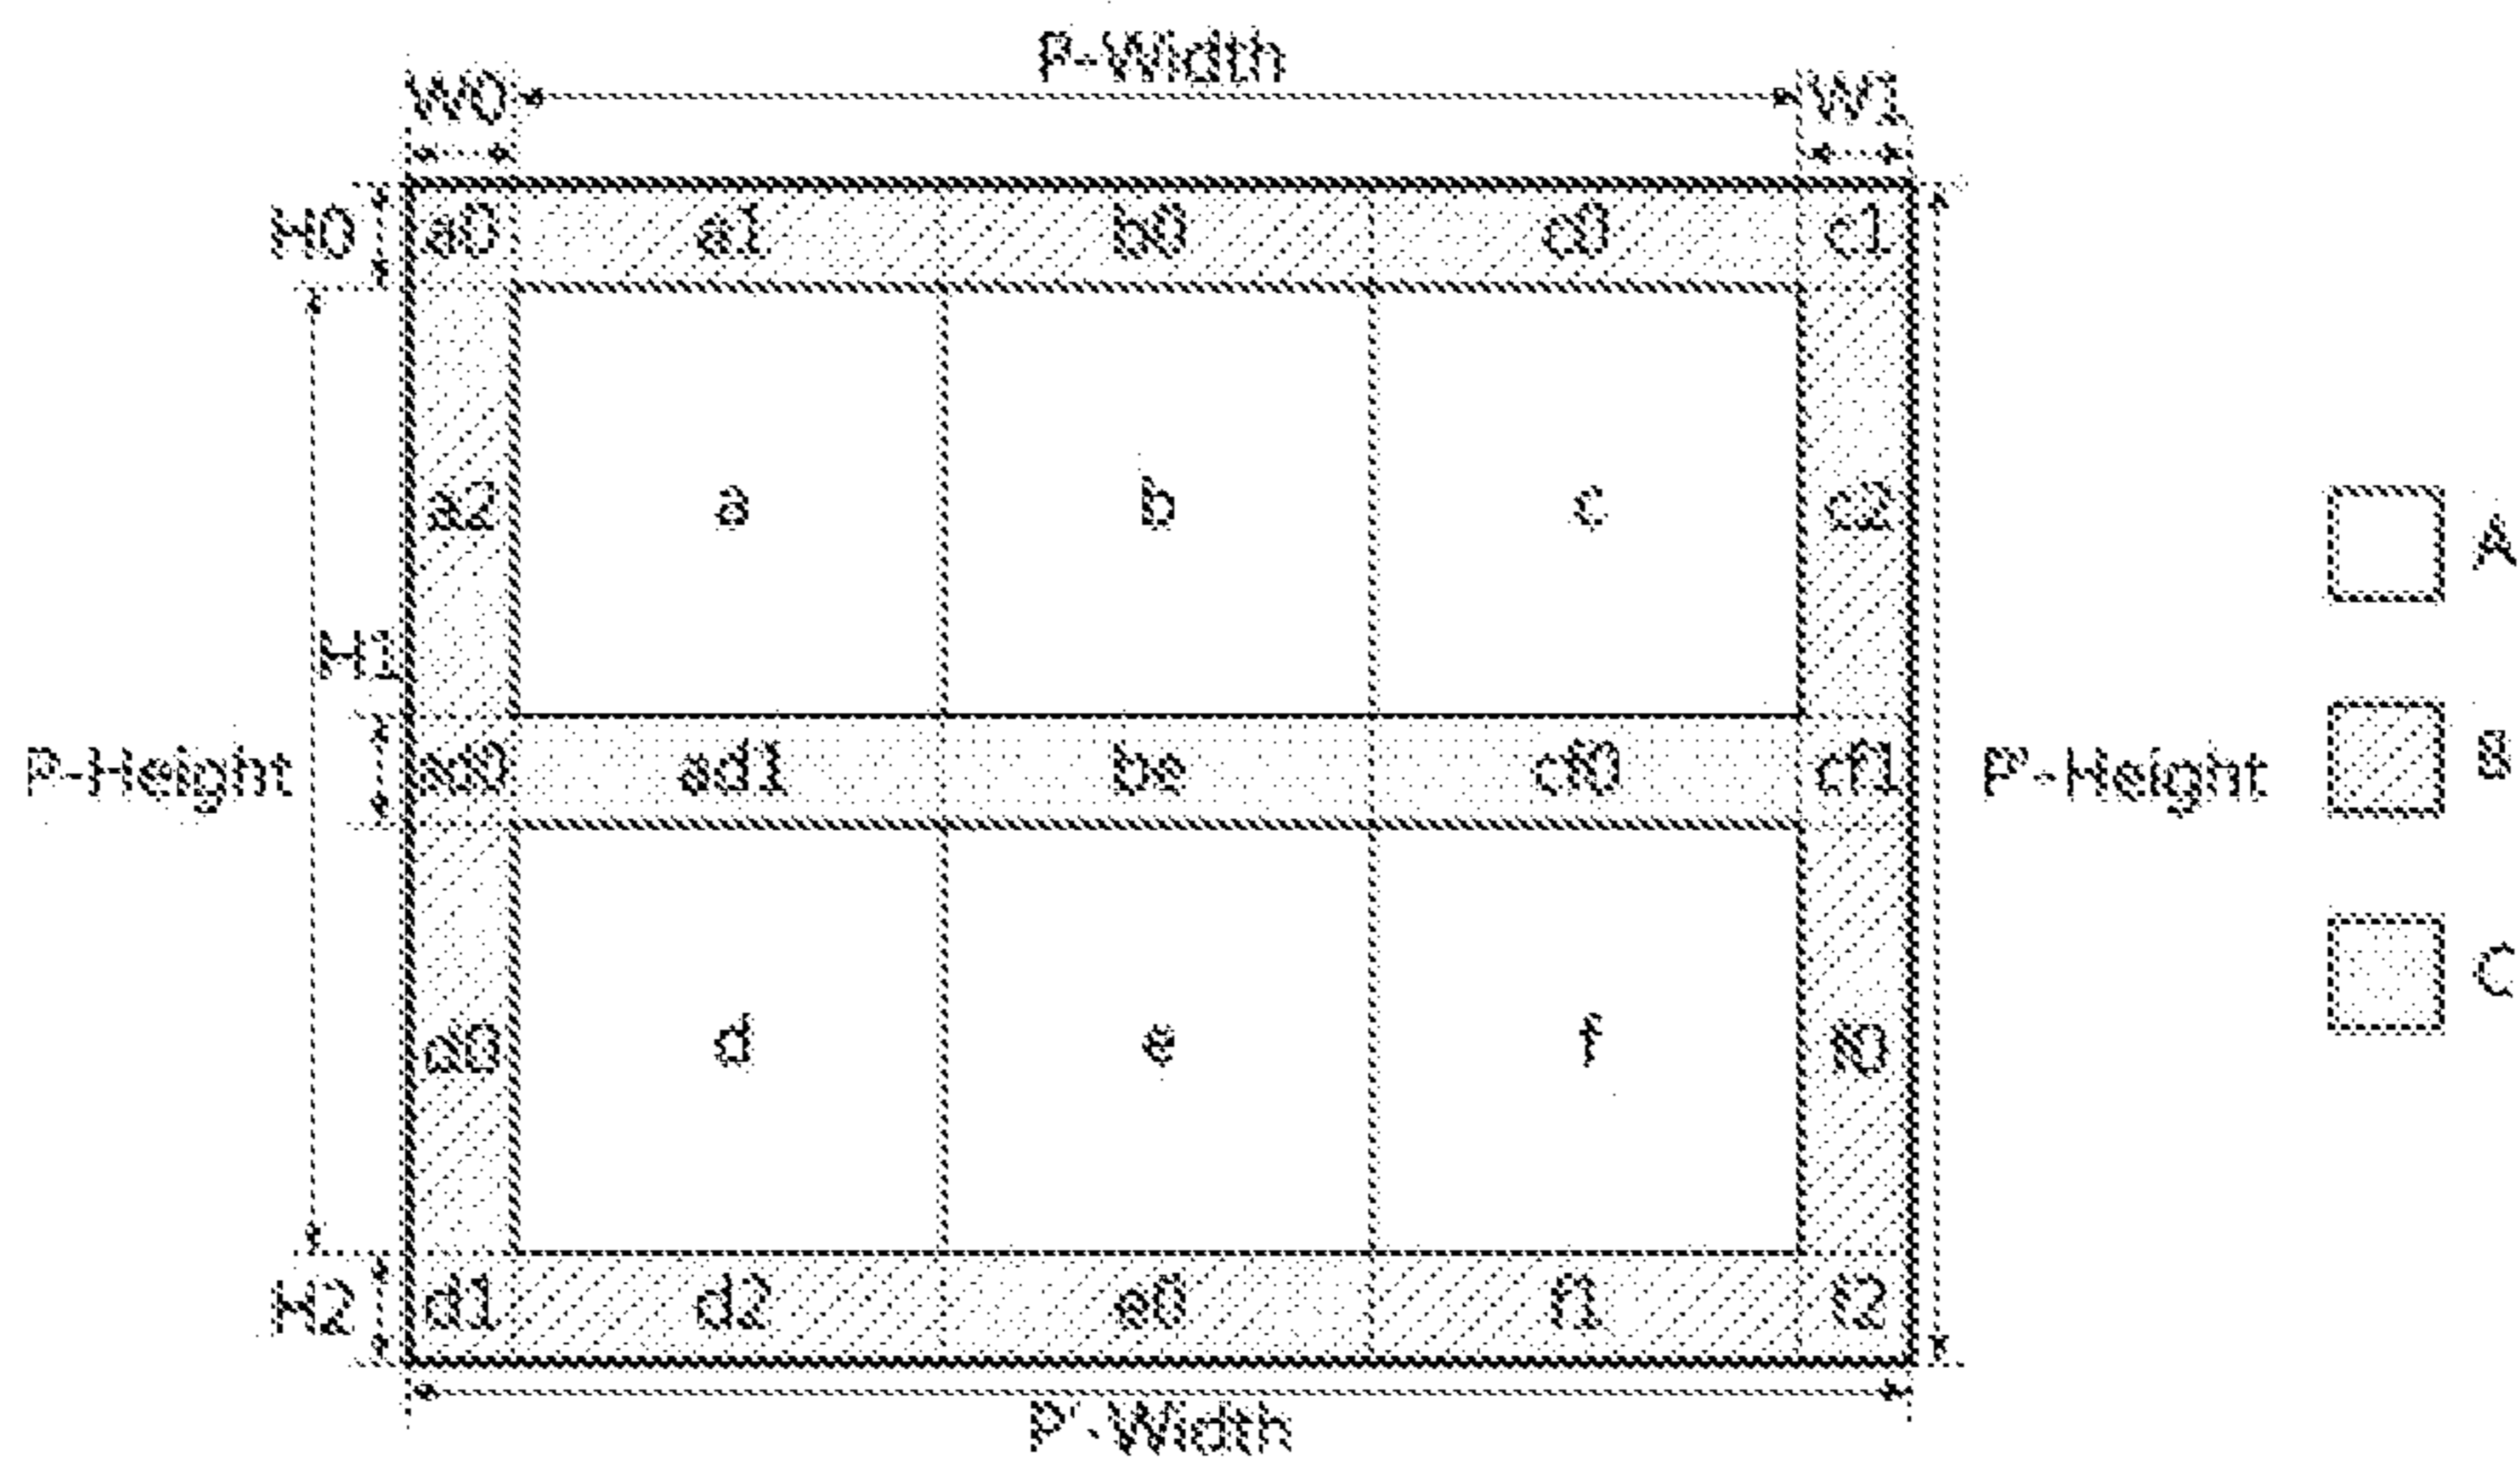 P-Width
W0 W1
H0 a0 a1 b0 c0 c1
a2 a b c c2 A
H1
P-Height ad0 ad1 be cf0 cf1 P'-Height B
C
d0 d e f f0
H2 d1 d2 e0 f1 f2
P'-Width